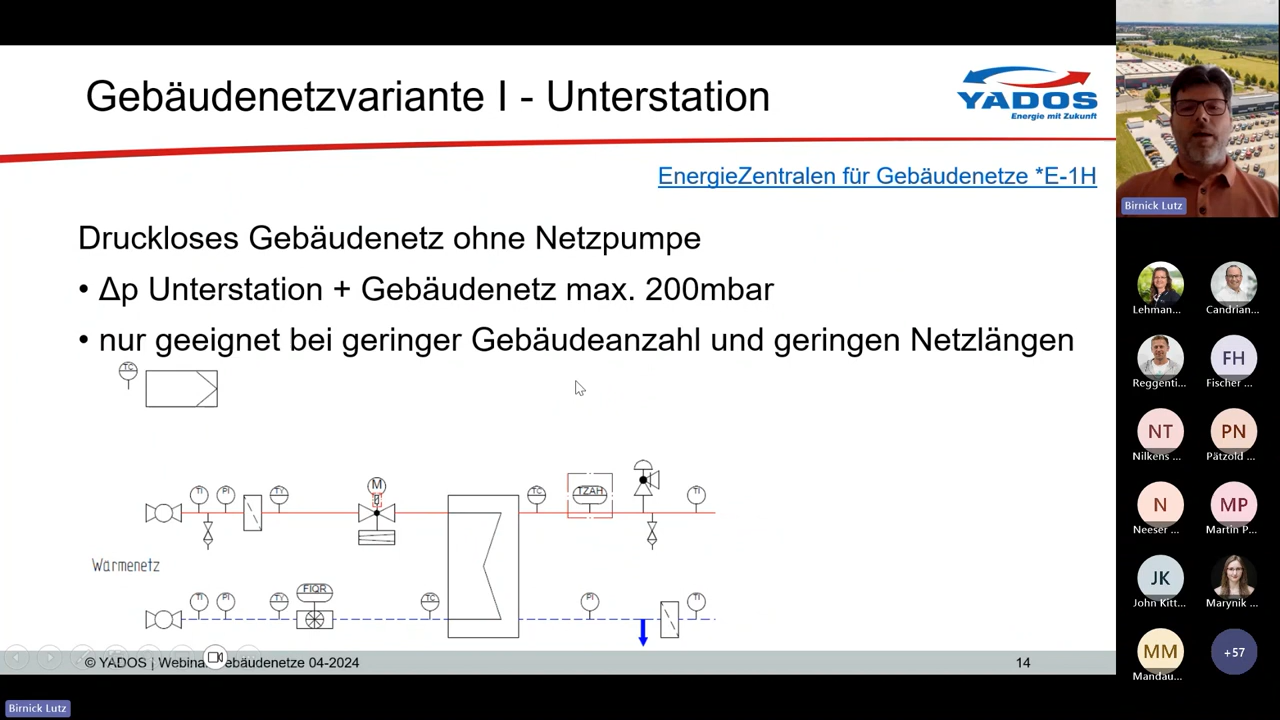 Gebäudenetzvariante I - Unterstation
YADOS
Energie mit Zukunft
EnergieZentralen für Gebäudenetze *E-1H
Druckloses Gebäudenetz ohne Netzpumpe
• Δp Unterstation + Gebäudenetz max. 200mbar
• nur geeignet bei geringer Gebäudeanzahl und geringen Netzlängen
TC
TI PI TY M TC TZAH TI
Wärmenetz
TI PI TY FIQR TC PI TI
© YADOS | Webina
ebäudenetze 04-2024
14
Birnick Lutz
Birnick Lutz
Lehman... Candrian...
Reggenti... FH Fischer ...
NT Nilkens ... PN Pätzold ...
N Neeser ... MP Martin P...
JK John Kitt... Marynik ...
MM Mandau... +57